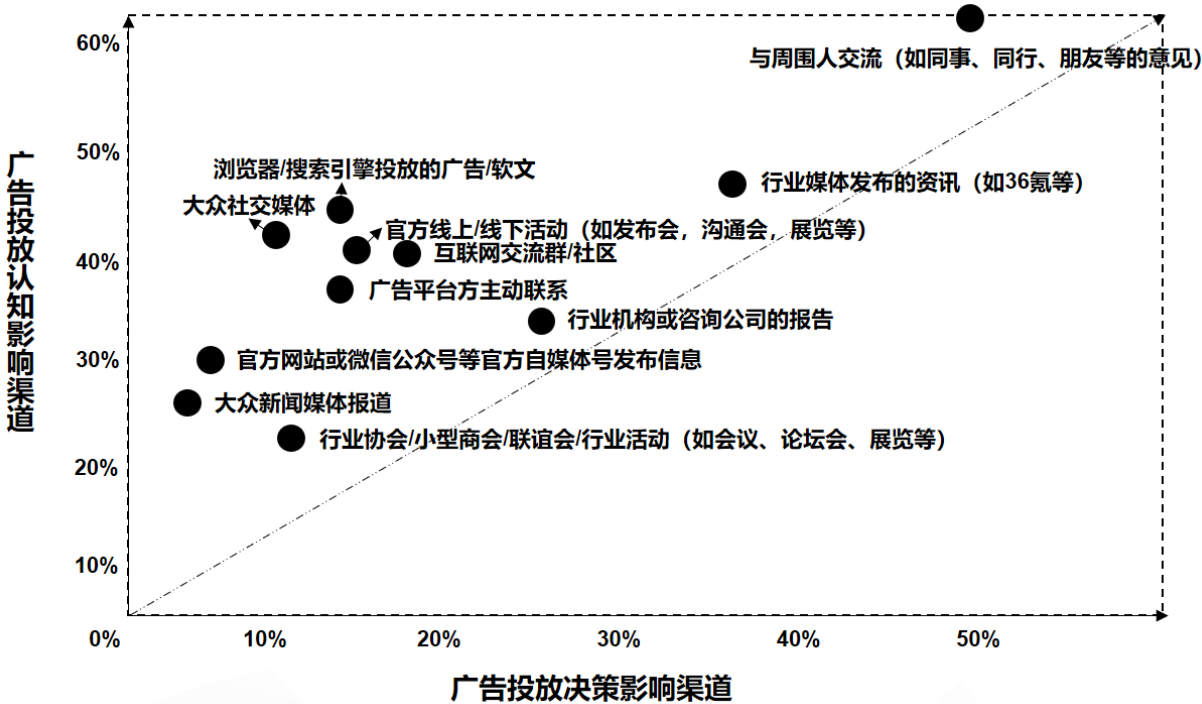 60%
与周围人交流（如同事、同行、朋友等的意见）
50%
浏览器/搜索引擎投放的广告/软文
行业媒体发布的资讯（如36氪等）
大众社交媒体
官方线上/线下活动（如发布会，沟通会，展览等）
互联网交流群/社区
40%
广告平台方主动联系
行业机构或咨询公司的报告
30%
官方网站或微信公众号等官方自媒体号发布信息
大众新闻媒体报道
行业协会/小型商会/联谊会/行业活动（如会议、论坛会、展览等）
20%
10%
广告投放认知影响渠道
0% 10% 20% 30% 40% 50%
广告投放决策影响渠道